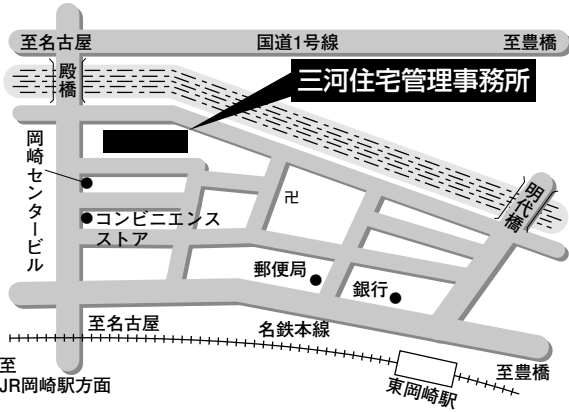 至名古屋
国道1号線
至豊橋
殿橋
三河住宅管理事務所
岡崎センタービル
明代橋
コンビニエンス
ストア
郵便局
銀行
至名古屋
名鉄本線
至豊橋
至
JR岡崎駅方面
東岡崎駅